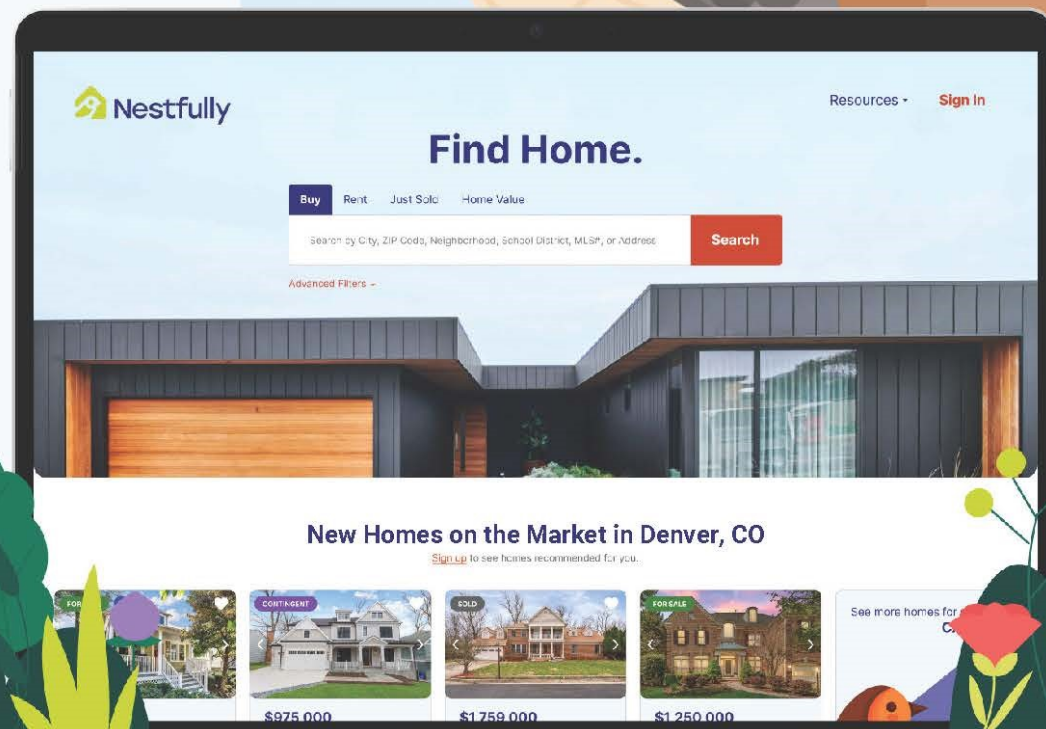 Nestfully
Resources
Sign In
Find Home.
Buy
Rent
Just Sold
Home Value
Search by City, ZIP Code, Neighborhood, School District, MLS#, or Address
Search
Advanced Filters
New Homes on the Market in Denver, CO
Sign up to see homes recommended for you.
FOR
CONTINGENT
SOLD
FOR SALE
See more homes for
$975,000
$1,759,000
$1,250,000